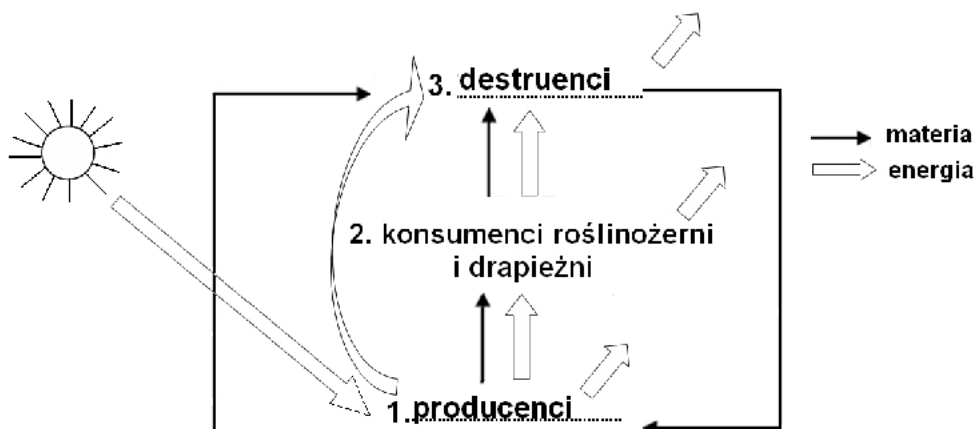 3. destruenci
materia
energia
2. konsumenci roślinożerni
i drapieżni
1. producenci